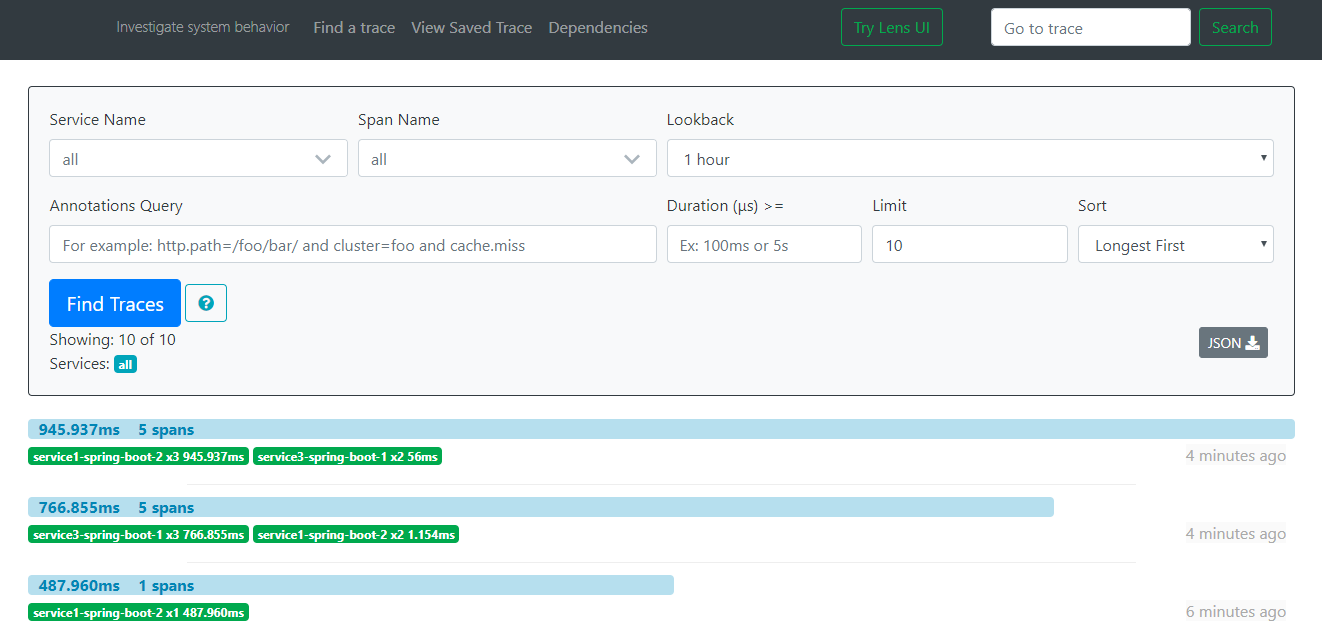 Investigate system behavior Find a trace View Saved Trace Dependencies Try Lens UI Go to trace Search
Service Name Span Name Lookback
all all 1 hour
Annotations Query Duration (μs) >= Limit Sort
For example: http.path=/foo/bar/ and cluster=foo and cache.miss Ex: 100ms or 5s 10 Longest First
Find Traces
Showing: 10 of 10
Services: all
JSON
945.937ms 5 spans
service1-spring-boot-2 x3 945.937ms service3-spring-boot-1 x2 56ms 4 minutes ago
766.855ms 5 spans
service3-spring-boot-1 x3 766.855ms service1-spring-boot-2 x2 1.154ms 4 minutes ago
487.960ms 1 spans
service1-spring-boot-2 x1 487.960ms 6 minutes ago